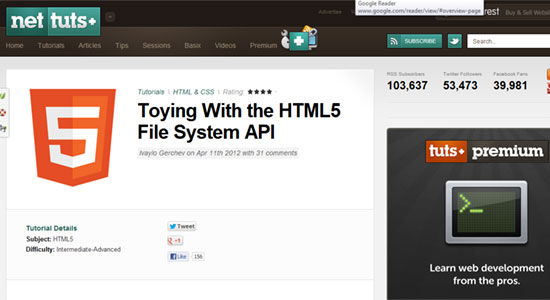 Google Reader
www.google.com/reader/view/#overview-page
net tuts+
Advertise
Buy & Sell Web
Home Tutorials Articles Tips Sessions Basix Videos Premium
SUBSCRIBE
Search...
Tutorials \ HTML & CSS \ Rating:
Toying With the HTML5
File System API
Ivaylo Gerchev on Apr 11th 2012 with 31 comments
RSS Subscribers Twitter Followers Facebook Fans
103,637 53,473 39,981
5
Tutorial Details
Subject: HTML5
Difficulty: Intermediate-Advanced
Tweet
+1
Like 156
tuts+ premium
>_
Learn web development
from the pros.